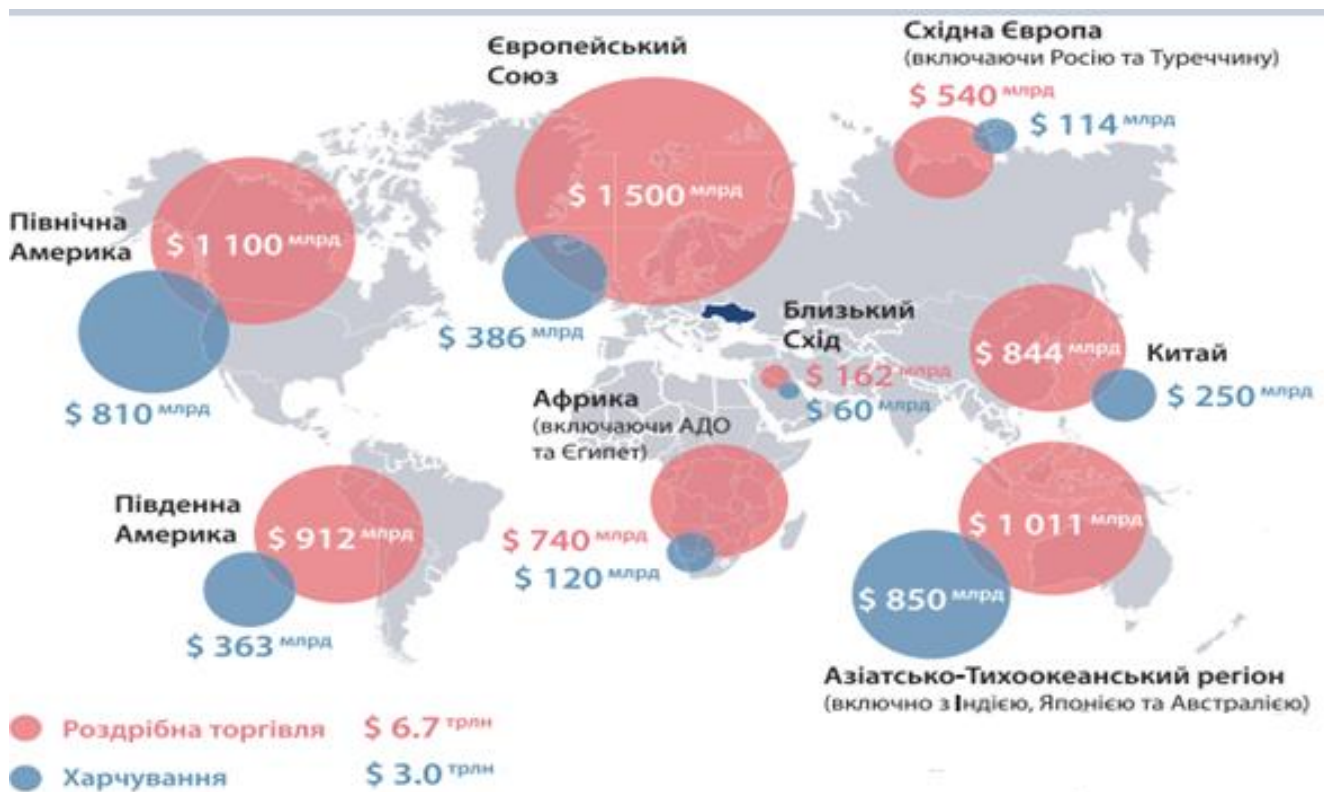 Східна Європа
(включаючи Росію та Туреччину)
$ 540 млрд
$ 114 млрд
Європейський
Союз
$ 1 500 млрд
$ 386 млрд
Північна
Америка
$ 1 100 млрд
$ 810 млрд
Близький
Схід
$ 162 млрд
$ 60 млрд
$ 844 млрд
Китай
$ 250 млрд
Африка
(включаючи АДО
та Єгипет)
$ 740 млрд
$ 120 млрд
Південна
Америка
$ 912 млрд
$ 363 млрд
$ 1 011 млрд
$ 850 млрд
Азіатсько-Тихоокеанський регіон
(включно з Індією, Японією та Австралією)
Роздрібна торгівля $ 6.7 трлн
Харчування $ 3.0 трлн